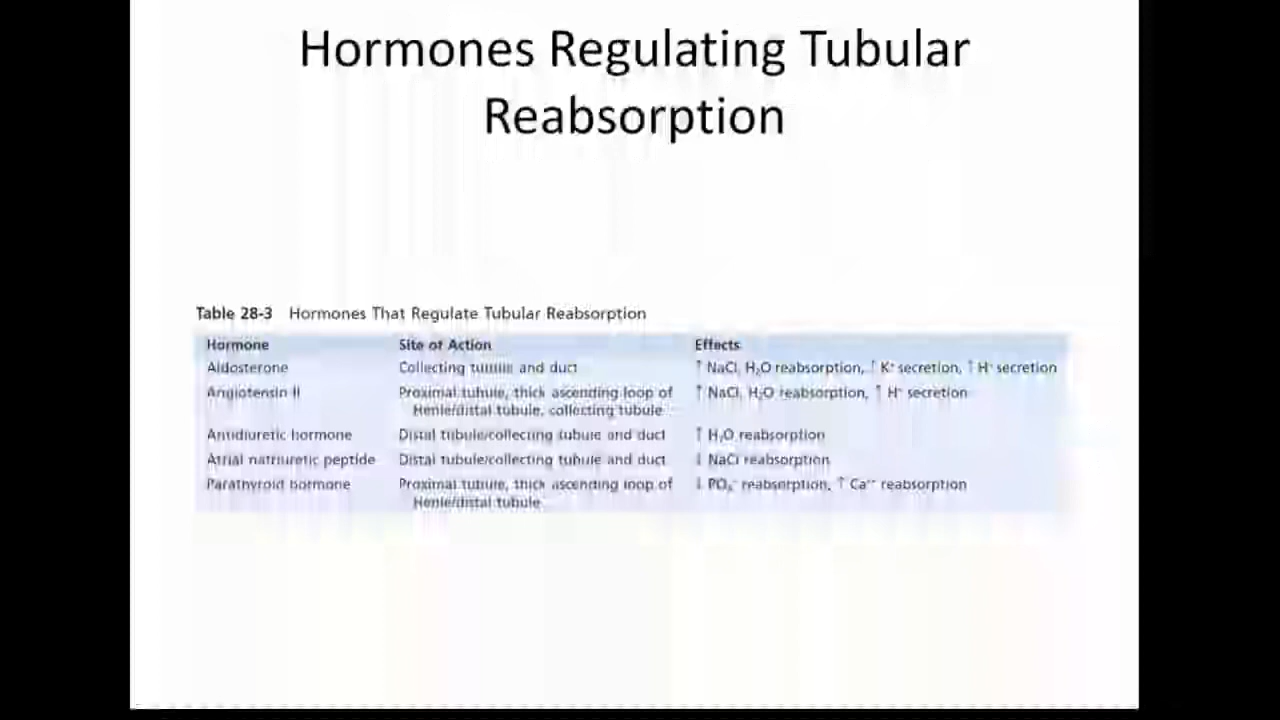 Hormones Regulating Tubular
Reabsorption
Table 28-3 Hormones That Regulate Tubular Reabsorption
Hormone Site of Action Effects
Aldosterone Collecting tubule and duct ↑ NaCl, H₂O reabsorption, ↑ K⁺ secretion, ↑ H⁺ secretion
Angiotensin II Proximal tubule, thick ascending loop of ↑ NaCl, H₂O reabsorption, ↑ H⁺ secretion
Henle/distal tubule, collecting tubule
Antidiuretic hormone Distal tubule/collecting tubule and duct ↑ H₂O reabsorption
Atrial natriuretic peptide Distal tubule/collecting tubule and duct ↓ NaCl reabsorption
Parathyroid hormone Proximal tubule, thick ascending loop of ↓ PO₄⁻ reabsorption, ↑ Ca⁺⁺ reabsorption
Henle/distal tubule